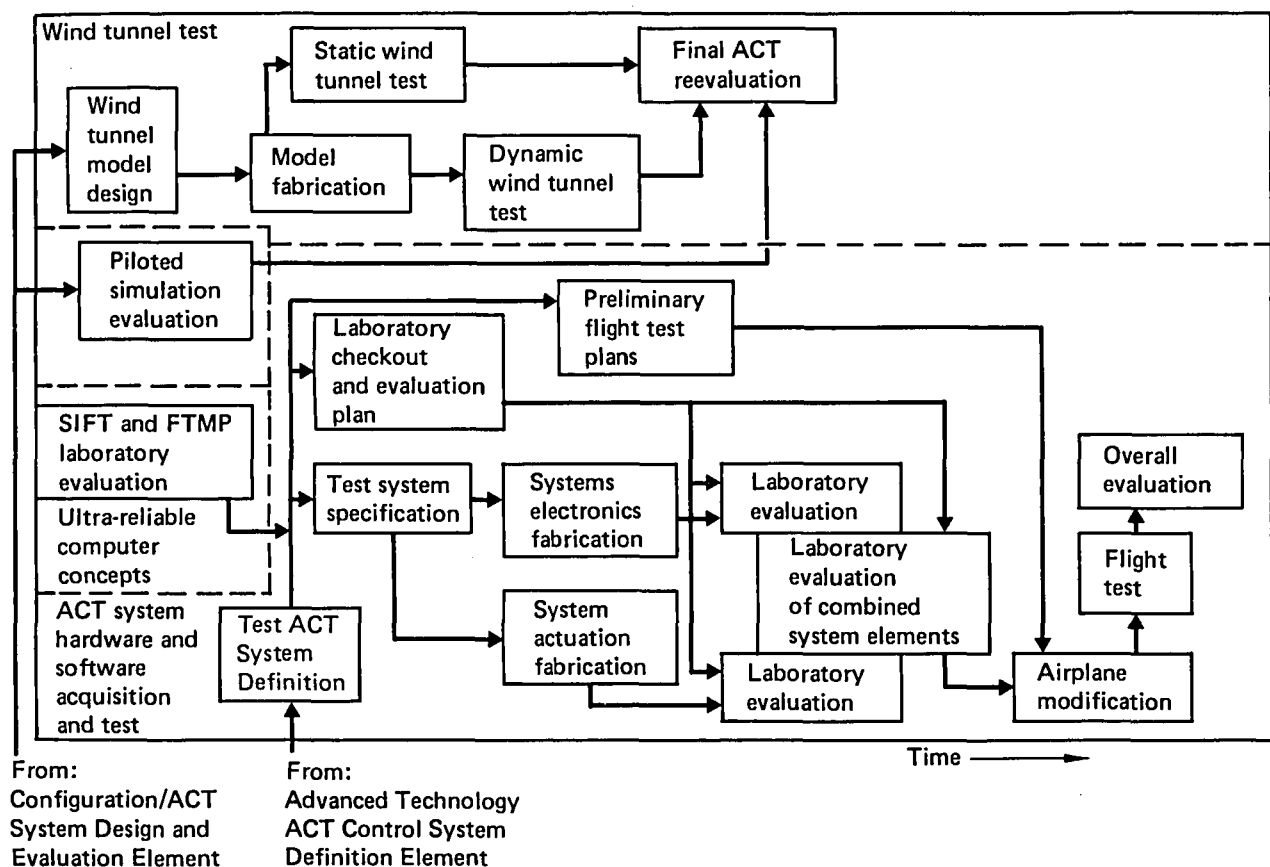 Wind tunnel test
Static wind
tunnel test
Final ACT
reevaluation
Wind
tunnel
model
design
Model
fabrication
Dynamic
wind tunnel
test
Piloted
simulation
evaluation
Preliminary
flight test
plans
Laboratory
checkout
and evaluation
plan
SIFT and FTMP
laboratory
evaluation
Ultra-reliable
computer
concepts
Test system
specification
Systems
electronics
fabrication
Laboratory
evaluation
Laboratory
evaluation
of combined
system elements
Overall
evaluation
Flight
test
ACT system
hardware and
software
acquisition
and test
Test ACT
System
Definition
System
actuation
fabrication
Laboratory
evaluation
Airplane
modification
Time
From:
Configuration/ACT
System Design and
Evaluation Element
From:
Advanced Technology
ACT Control System
Definition Element